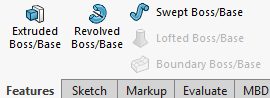 Extruded Boss/Base
Revolved Boss/Base
Swept Boss/Base
Lofted Boss/Base
Boundary Boss/Base
Features Sketch Markup Evaluate MBD